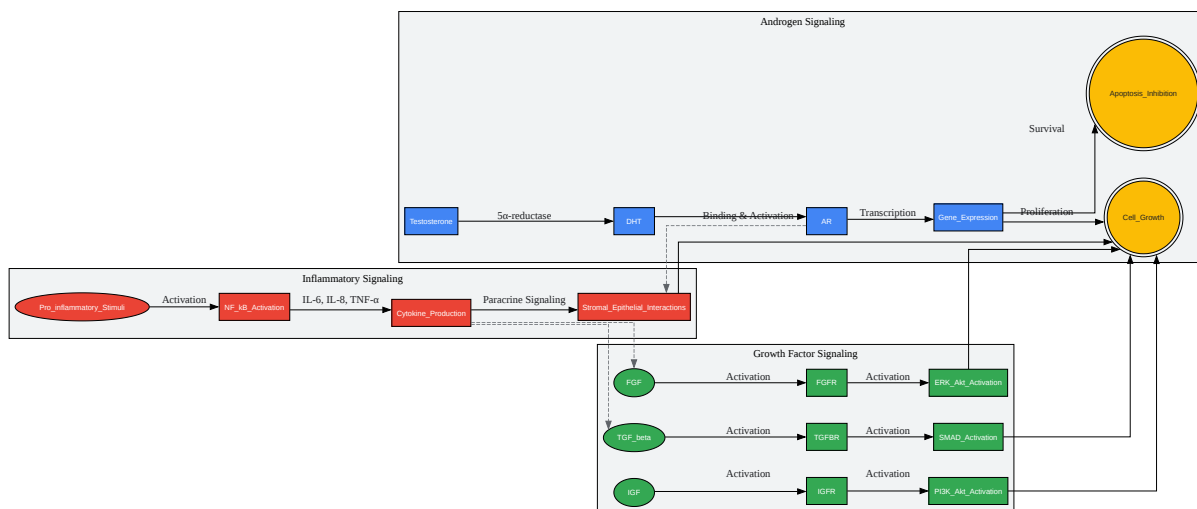 Androgen Signaling
Apoptosis_Inhibition
Survival
Testosterone
5α-reductase
DHT
Binding & Activation
AR
Transcription
Gene_Expression
Proliferation
Cell_Growth
Inflammatory Signaling
Pro_inflammatory_Stimuli
Activation
NF_kB_Activation
IL-6, IL-8, TNF-α
Cytokine_Production
Paracrine Signaling
Stromal_Epithelial_Interactions
Growth Factor Signaling
FGF
Activation
FGFR
Activation
ERK_Akt_Activation
TGF_beta
Activation
TGFBR
Activation
SMAD_Activation
IGF
Activation
IGFR
Activation
PI3K_Akt_Activation